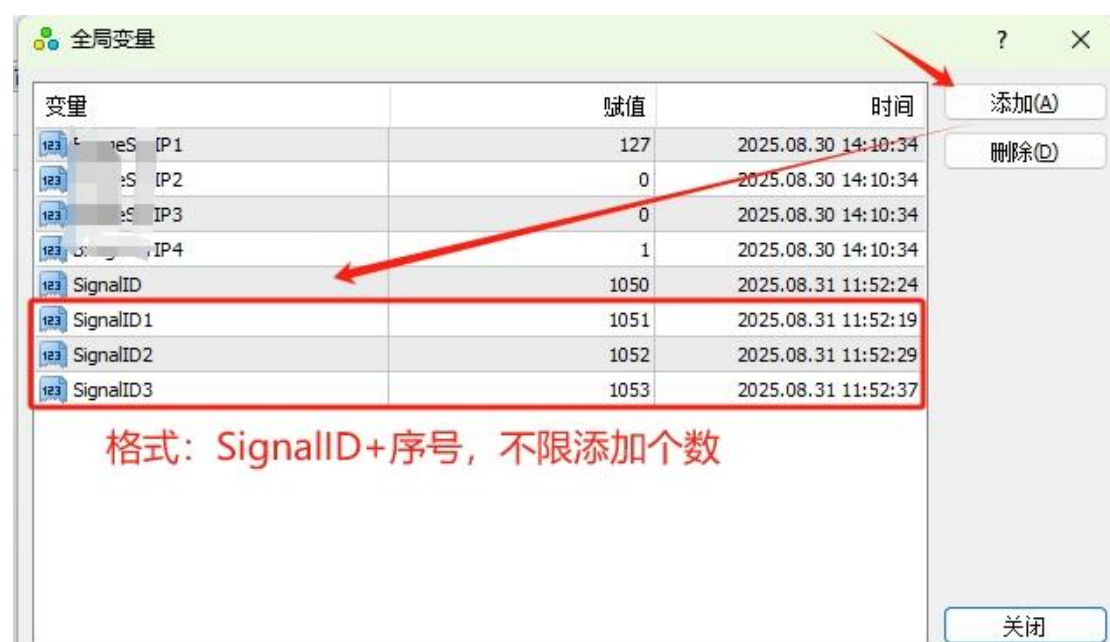 全局变量
?
变量 赋值 时间 添加(A)
IP1 127 2025.08.30 14:10:34 删除(D)
IP2 0 2025.08.30 14:10:34
IP3 0 2025.08.30 14:10:34
IP4 1 2025.08.30 14:10:34
SignalID 1050 2025.08.31 11:52:24
SignalID1 1051 2025.08.31 11:52:19
SignalID2 1052 2025.08.31 11:52:29
SignalID3 1053 2025.08.31 11:52:37
格式：SignalID+序号，不限添加个数
关闭